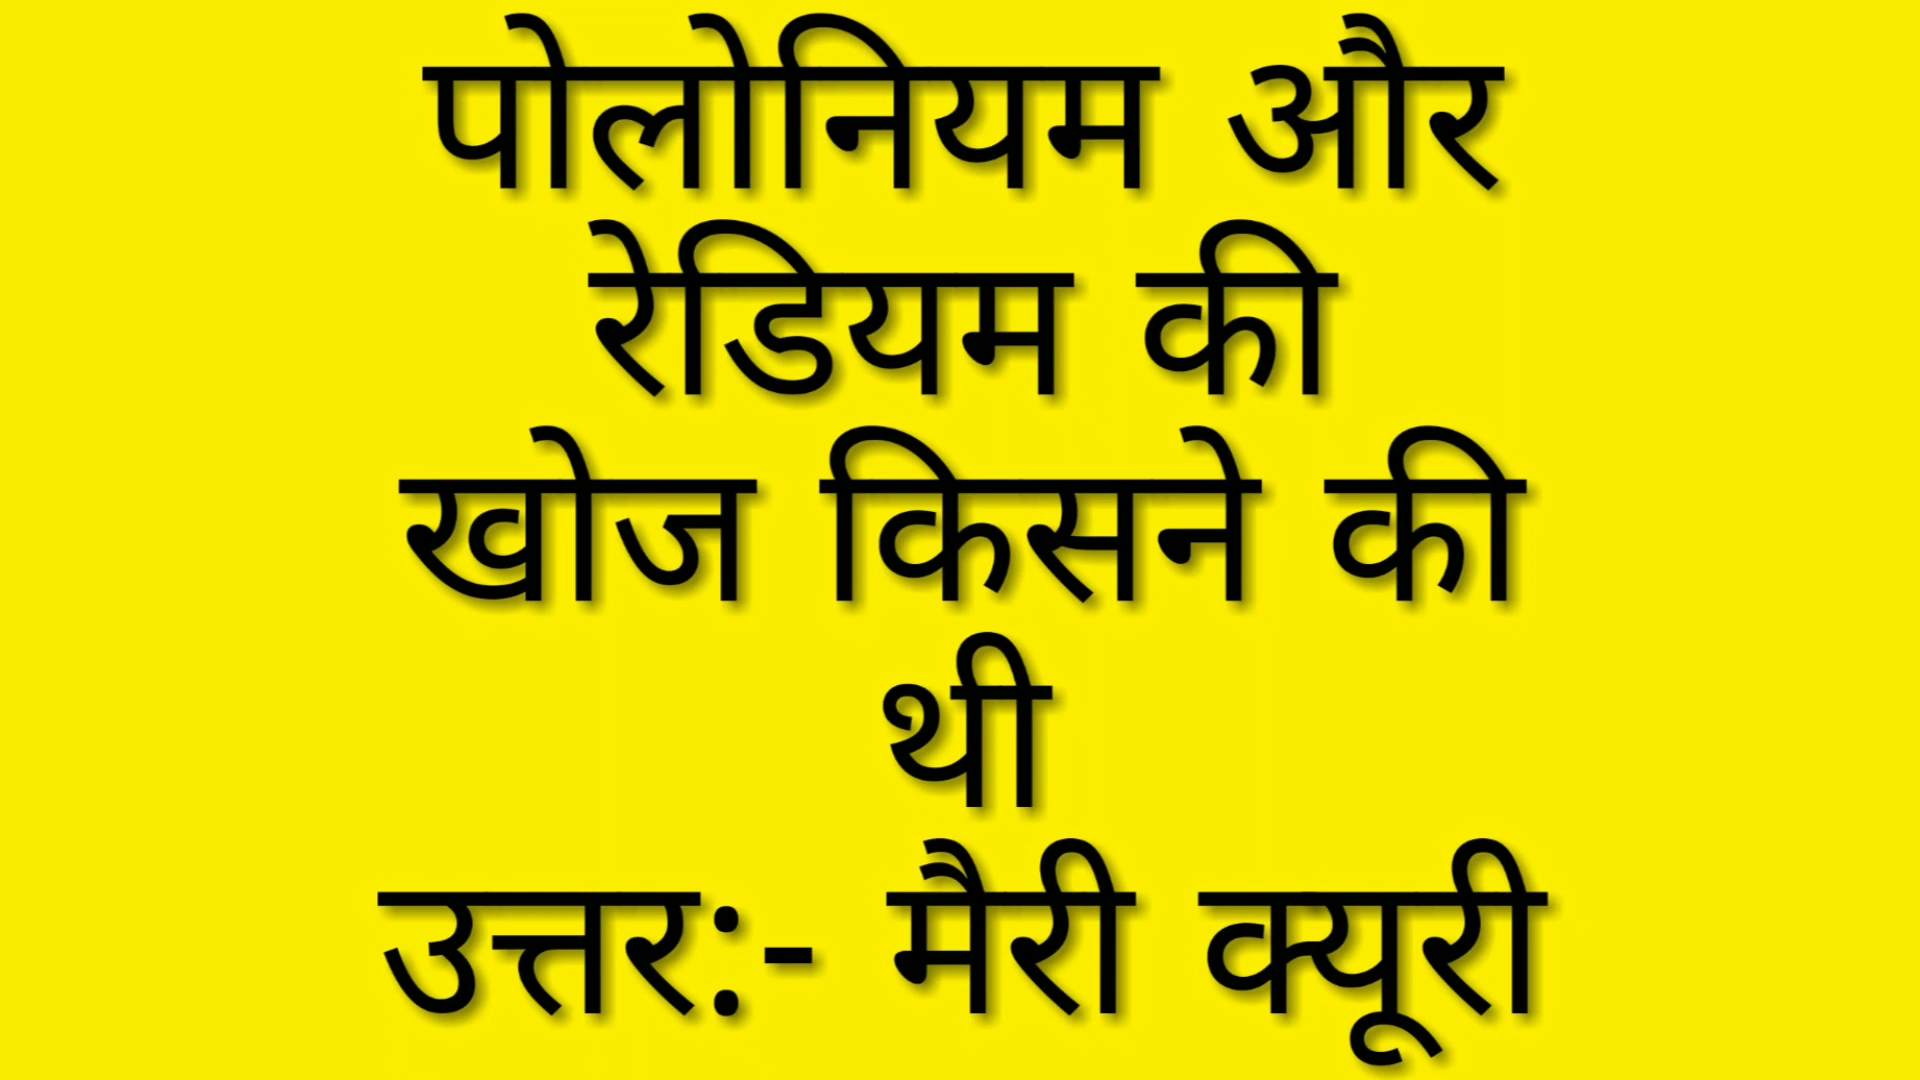 पोलोनियम और
रेडियम की
खोज किसने की
थी
उत्तर:- मैरी क्यूरी